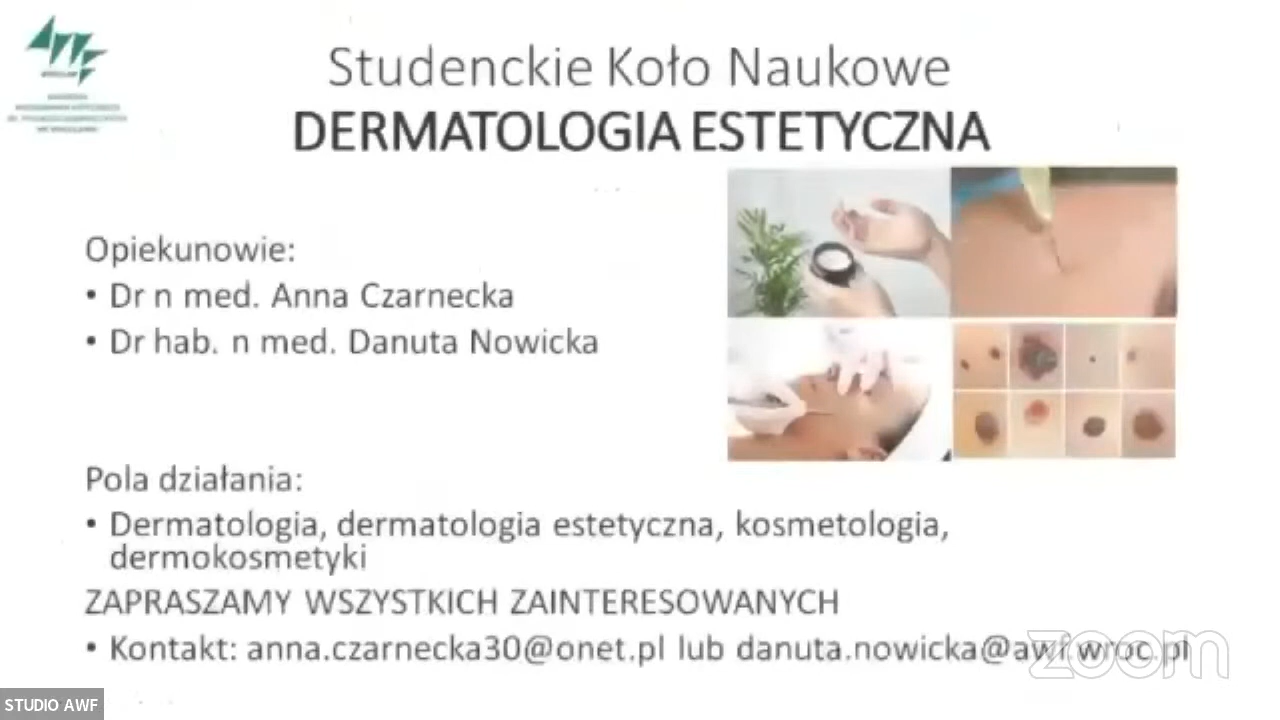 Studenckie Koło Naukowe
DERMATOLOGIA ESTETYCZNA
Opiekunowie:
• Dr n med. Anna Czarnecka
• Dr hab. n med. Danuta Nowicka
Pola działania:
• Dermatologia, dermatologia estetyczna, kosmetologia,
dermokosmetyki
ZAPRASZAMY WSZYSTKICH ZAINTERESOWANYCH
• Kontakt: anna.czarnecka30@onet.pl lub danuta.nowicka@awf.wroc.pl
zoom
STUDIO AWF